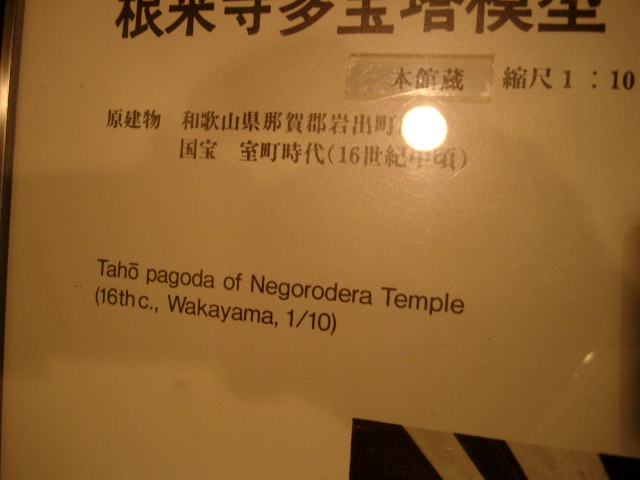 根来寺多宝塔模型
本館蔵 縮尺1：10
原建物 和歌山県那賀郡岩出町
国宝 室町時代(16世紀中頃)
Tahō pagoda of Negorodera Temple
(16th c., Wakayama, 1/10)